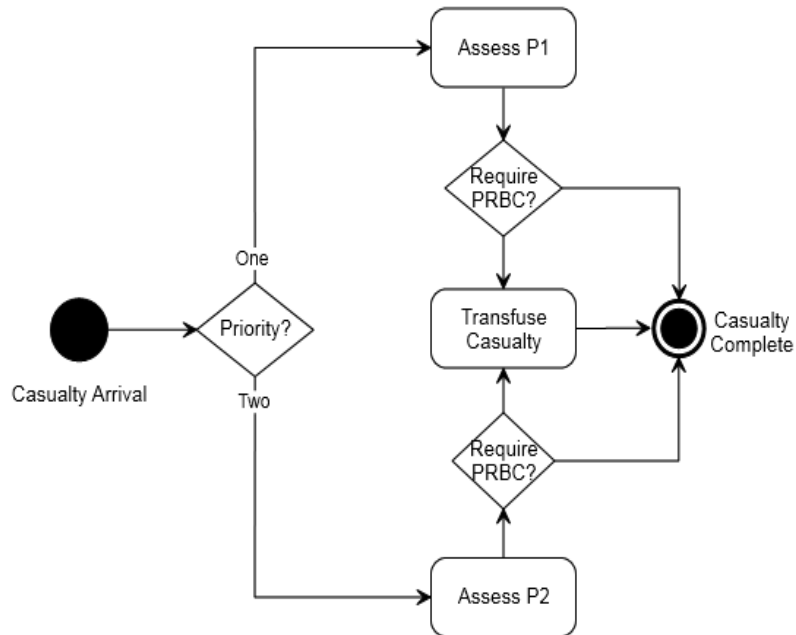 Assess P1
Require
PRBC?
One
Priority?
Casualty Arrival
Two
Transfuse
Casualty
Casualty
Complete
Require
PRBC?
Assess P2